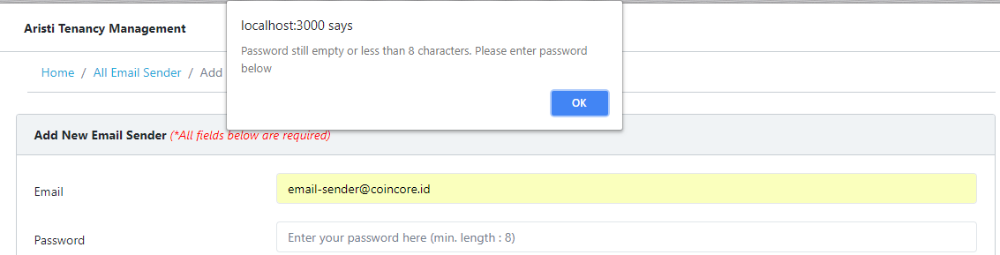 localhost:3000 says
Aristi Tenancy Management
Password still empty or less than 8 characters. Please enter password
below
Home / All Email Sender / Add
OK
Add New Email Sender (*All fields below are required)
Email
email-sender@coincore.id
Password
Enter your password here (min. length : 8)